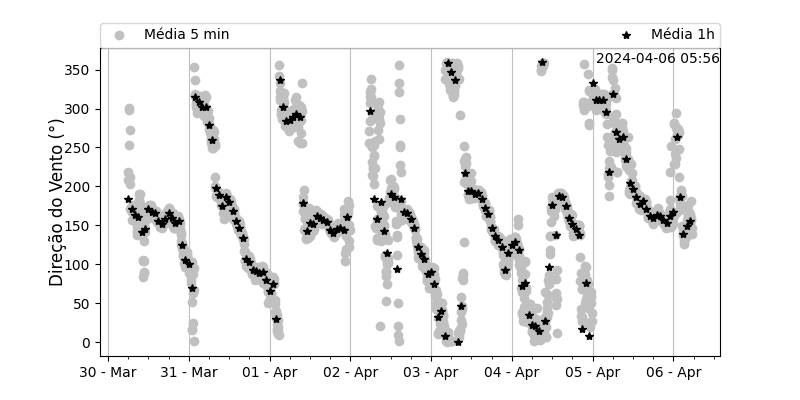 Média 5 min
Média 1h
2024-04-06 05:56
Direção do Vento (°)
350
300
250
200
150
100
50
0
30 - Mar
31 - Mar
01 - Apr
02 - Apr
03 - Apr
04 - Apr
05 - Apr
06 - Apr